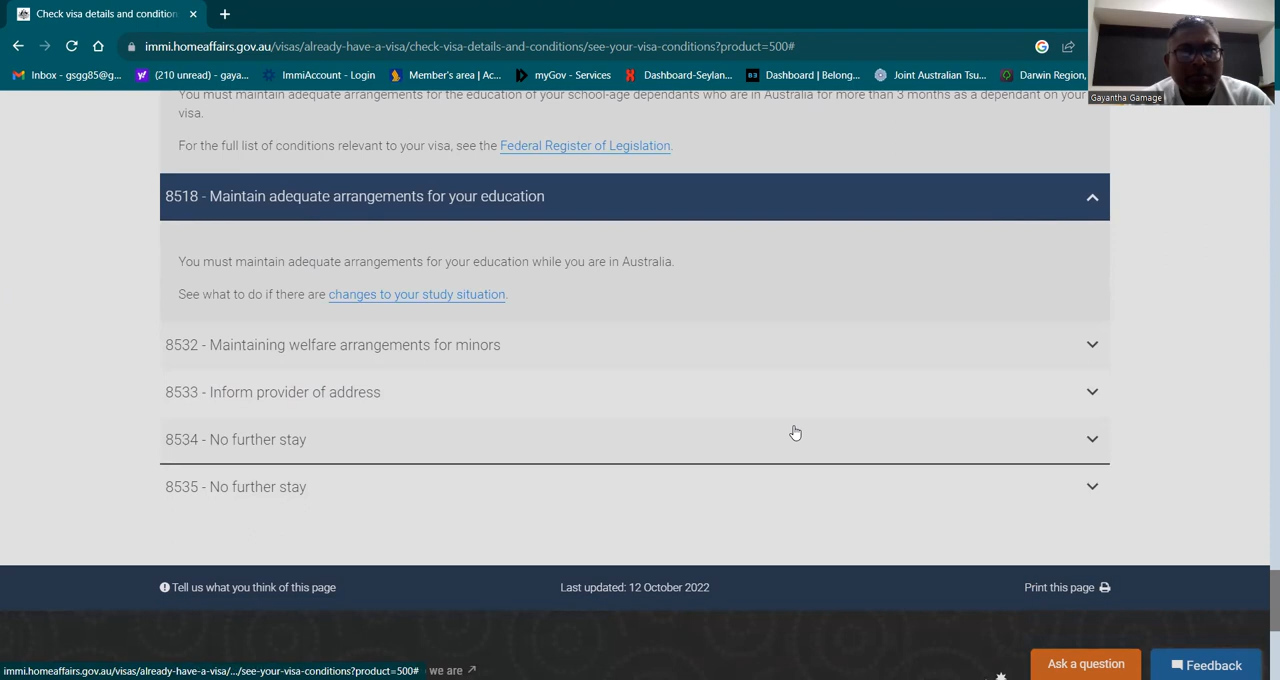 Check visa details and condition
immi.homeaffairs.gov.au/visas/already-have-a-visa/check-visa-details-and-conditions/see-your-visa-conditions?product=500#
Inbox - gsgg85@g... (210 unread) - gaya... ImmiAccount - Login Member's area | Ac... myGov - Services Dashboard-Seylan... Dashboard | Belong... Joint Australian Tsu... Darwin Region,
Gayantha Gamage
You must maintain adequate arrangements for the education of your school-age dependants who are in Australia for more than 3 months as a dependant on your
visa.
For the full list of conditions relevant to your visa, see the Federal Register of Legislation.
8518 - Maintain adequate arrangements for your education
You must maintain adequate arrangements for your education while you are in Australia.
See what to do if there are changes to your study situation.
8532 - Maintaining welfare arrangements for minors
8533 - Inform provider of address
8534 - No further stay
8535 - No further stay
Tell us what you think of this page Last updated: 12 October 2022 Print this page
immi.homeaffairs.gov.au/visas/already-have-a-visa/.../see-your-visa-conditions?product=500# we are
Ask a question Feedback